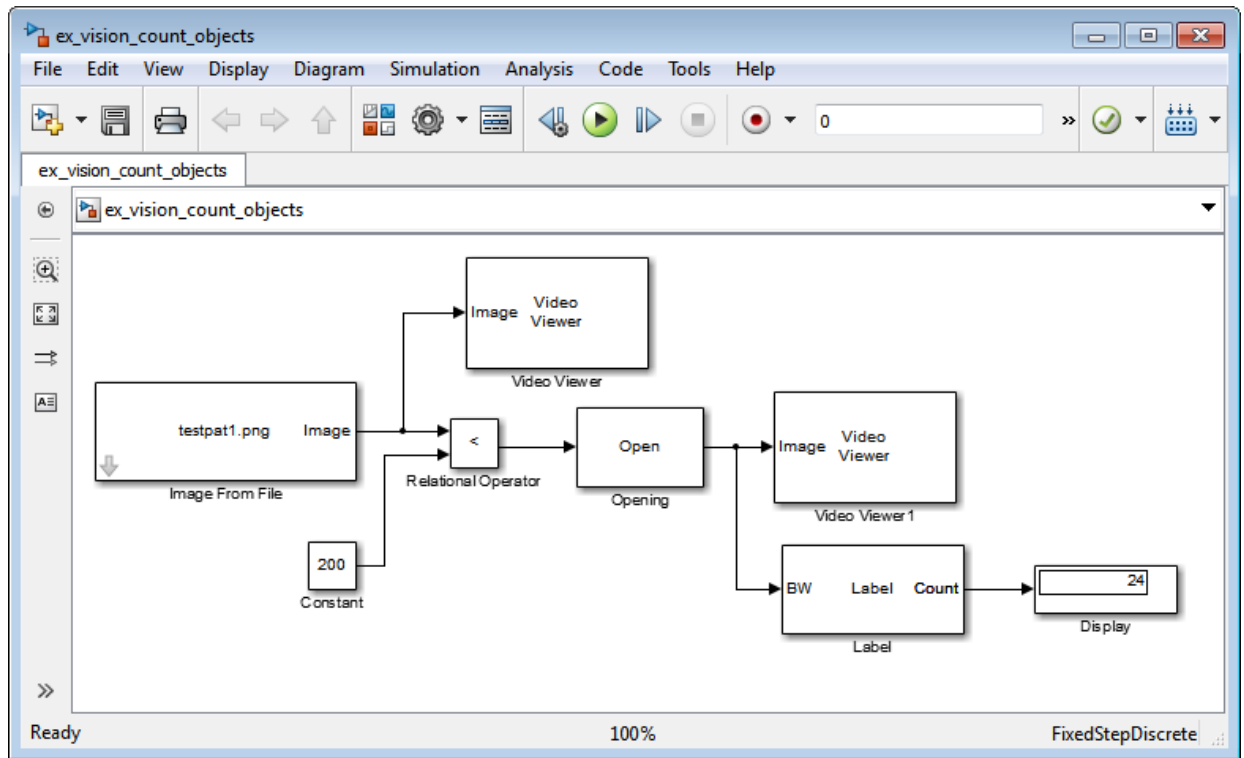 ex_vision_count_objects
File Edit View Display Diagram Simulation Analysis Code Tools Help
0 »
ex_vision_count_objects
ex_vision_count_objects
Image Video
Viewer
Video Viewer
testpat1.png Image
Image From File
<
Relational Operator
Open
Opening
Image Video
Viewer
Video Viewer1
200
Constant
BW Label Count
Label
24
Display
A
»
Ready 100% FixedStepDiscrete